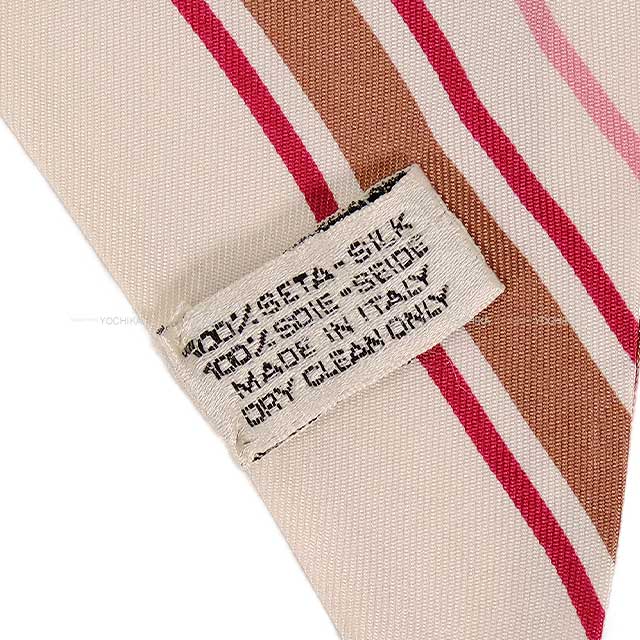 100% SETA - SILK
100% SOIE - SEIDE
MADE IN ITALY
DRY CLEAN ONLY